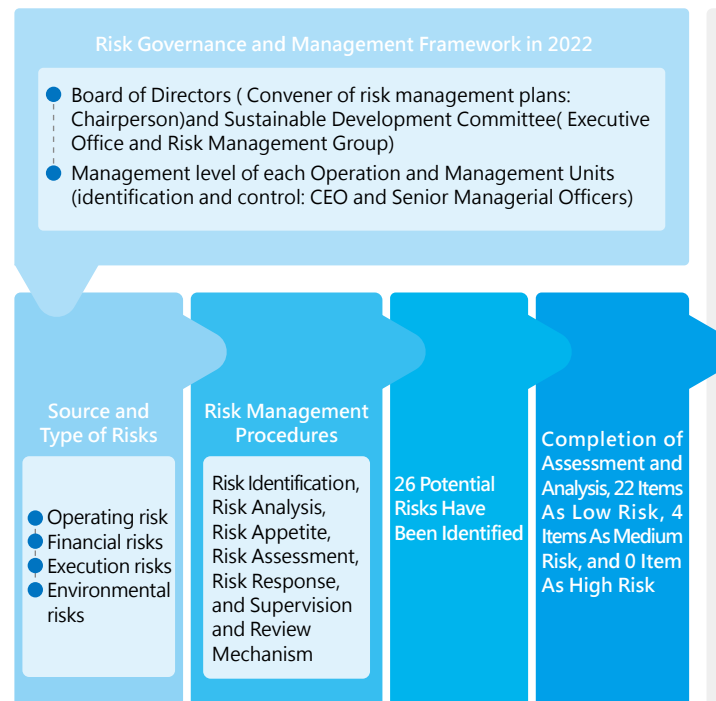 Risk Governance and Management Framework in 2022
Board of Directors ( Convener of risk management plans:
Chairperson)and Sustainable Development Committee( Executive
Office and Risk Management Group)
Management level of each Operation and Management Units
(identification and control: CEO and Senior Managerial Officers)
Source and
Type of Risks
Operating risk
Financial risks
Execution risks
Environmental
risks
Risk Management
Procedures
Risk Identification,
Risk Analysis,
Risk Appetite,
Risk Assessment,
Risk Response,
and Supervision
and Review
Mechanism
26 Potential
Risks Have
Been Identified
Completion of
Assessment and
Analysis, 22 Items
As Low Risk, 4
Items As Medium
Risk, and 0 Item
As High Risk